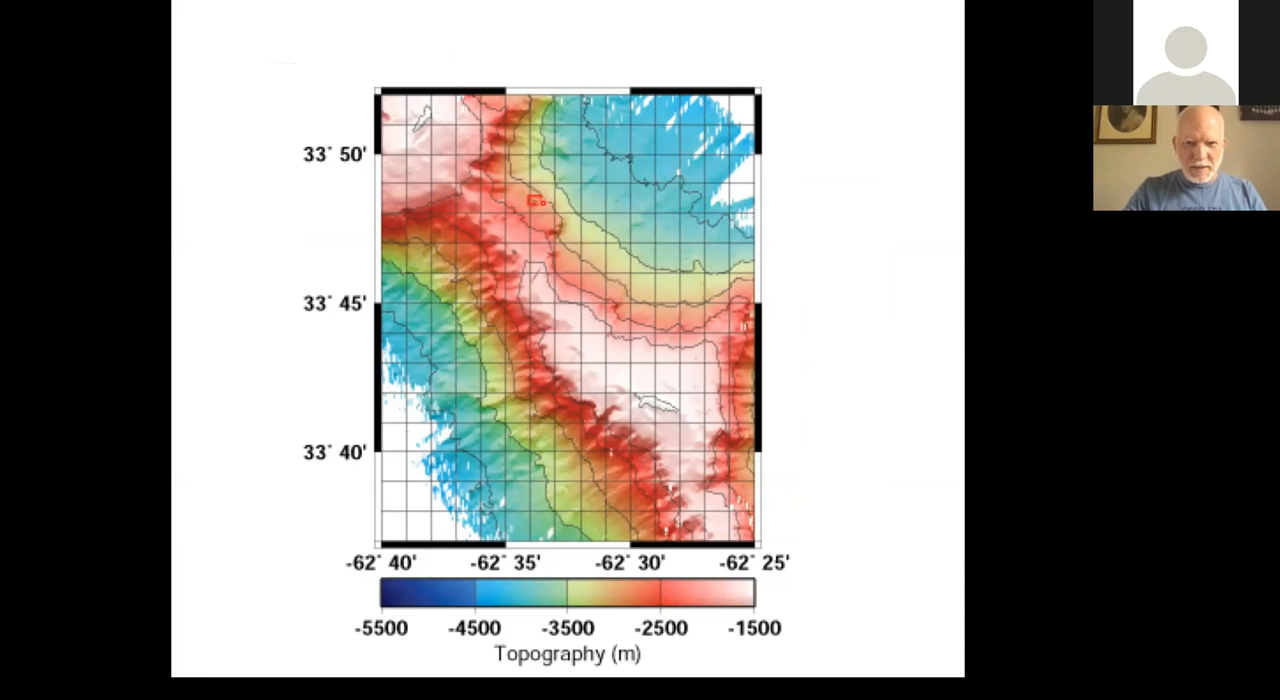 33° 50'
33° 45'
33° 40'
-62° 40' -62° 35' -62° 30' -62° 25'
-5500 -4500 -3500 -2500 -1500
Topography (m)